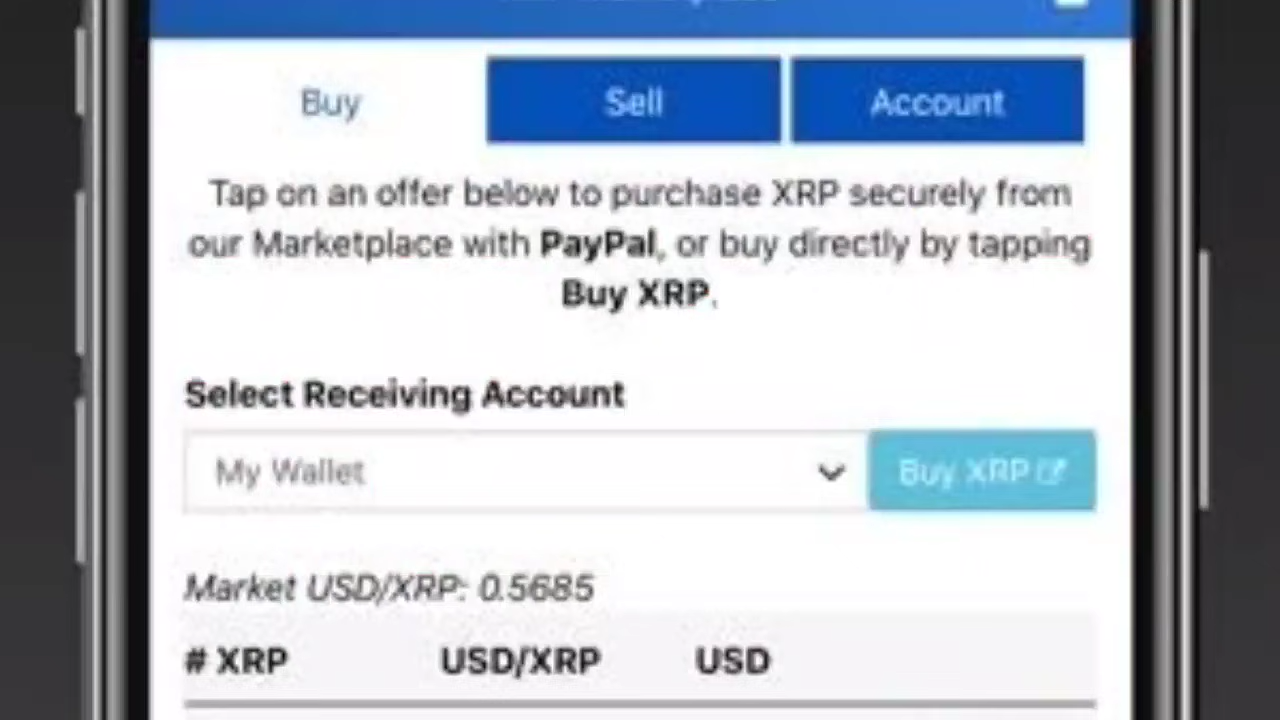 Buy
Sell
Account
Tap on an offer below to purchase XRP securely from
our Marketplace with PayPal, or buy directly by tapping
Buy XRP.
Select Receiving Account
My Wallet
Buy XRP
Market USD/XRP: 0.5685
# XRP
USD/XRP
USD